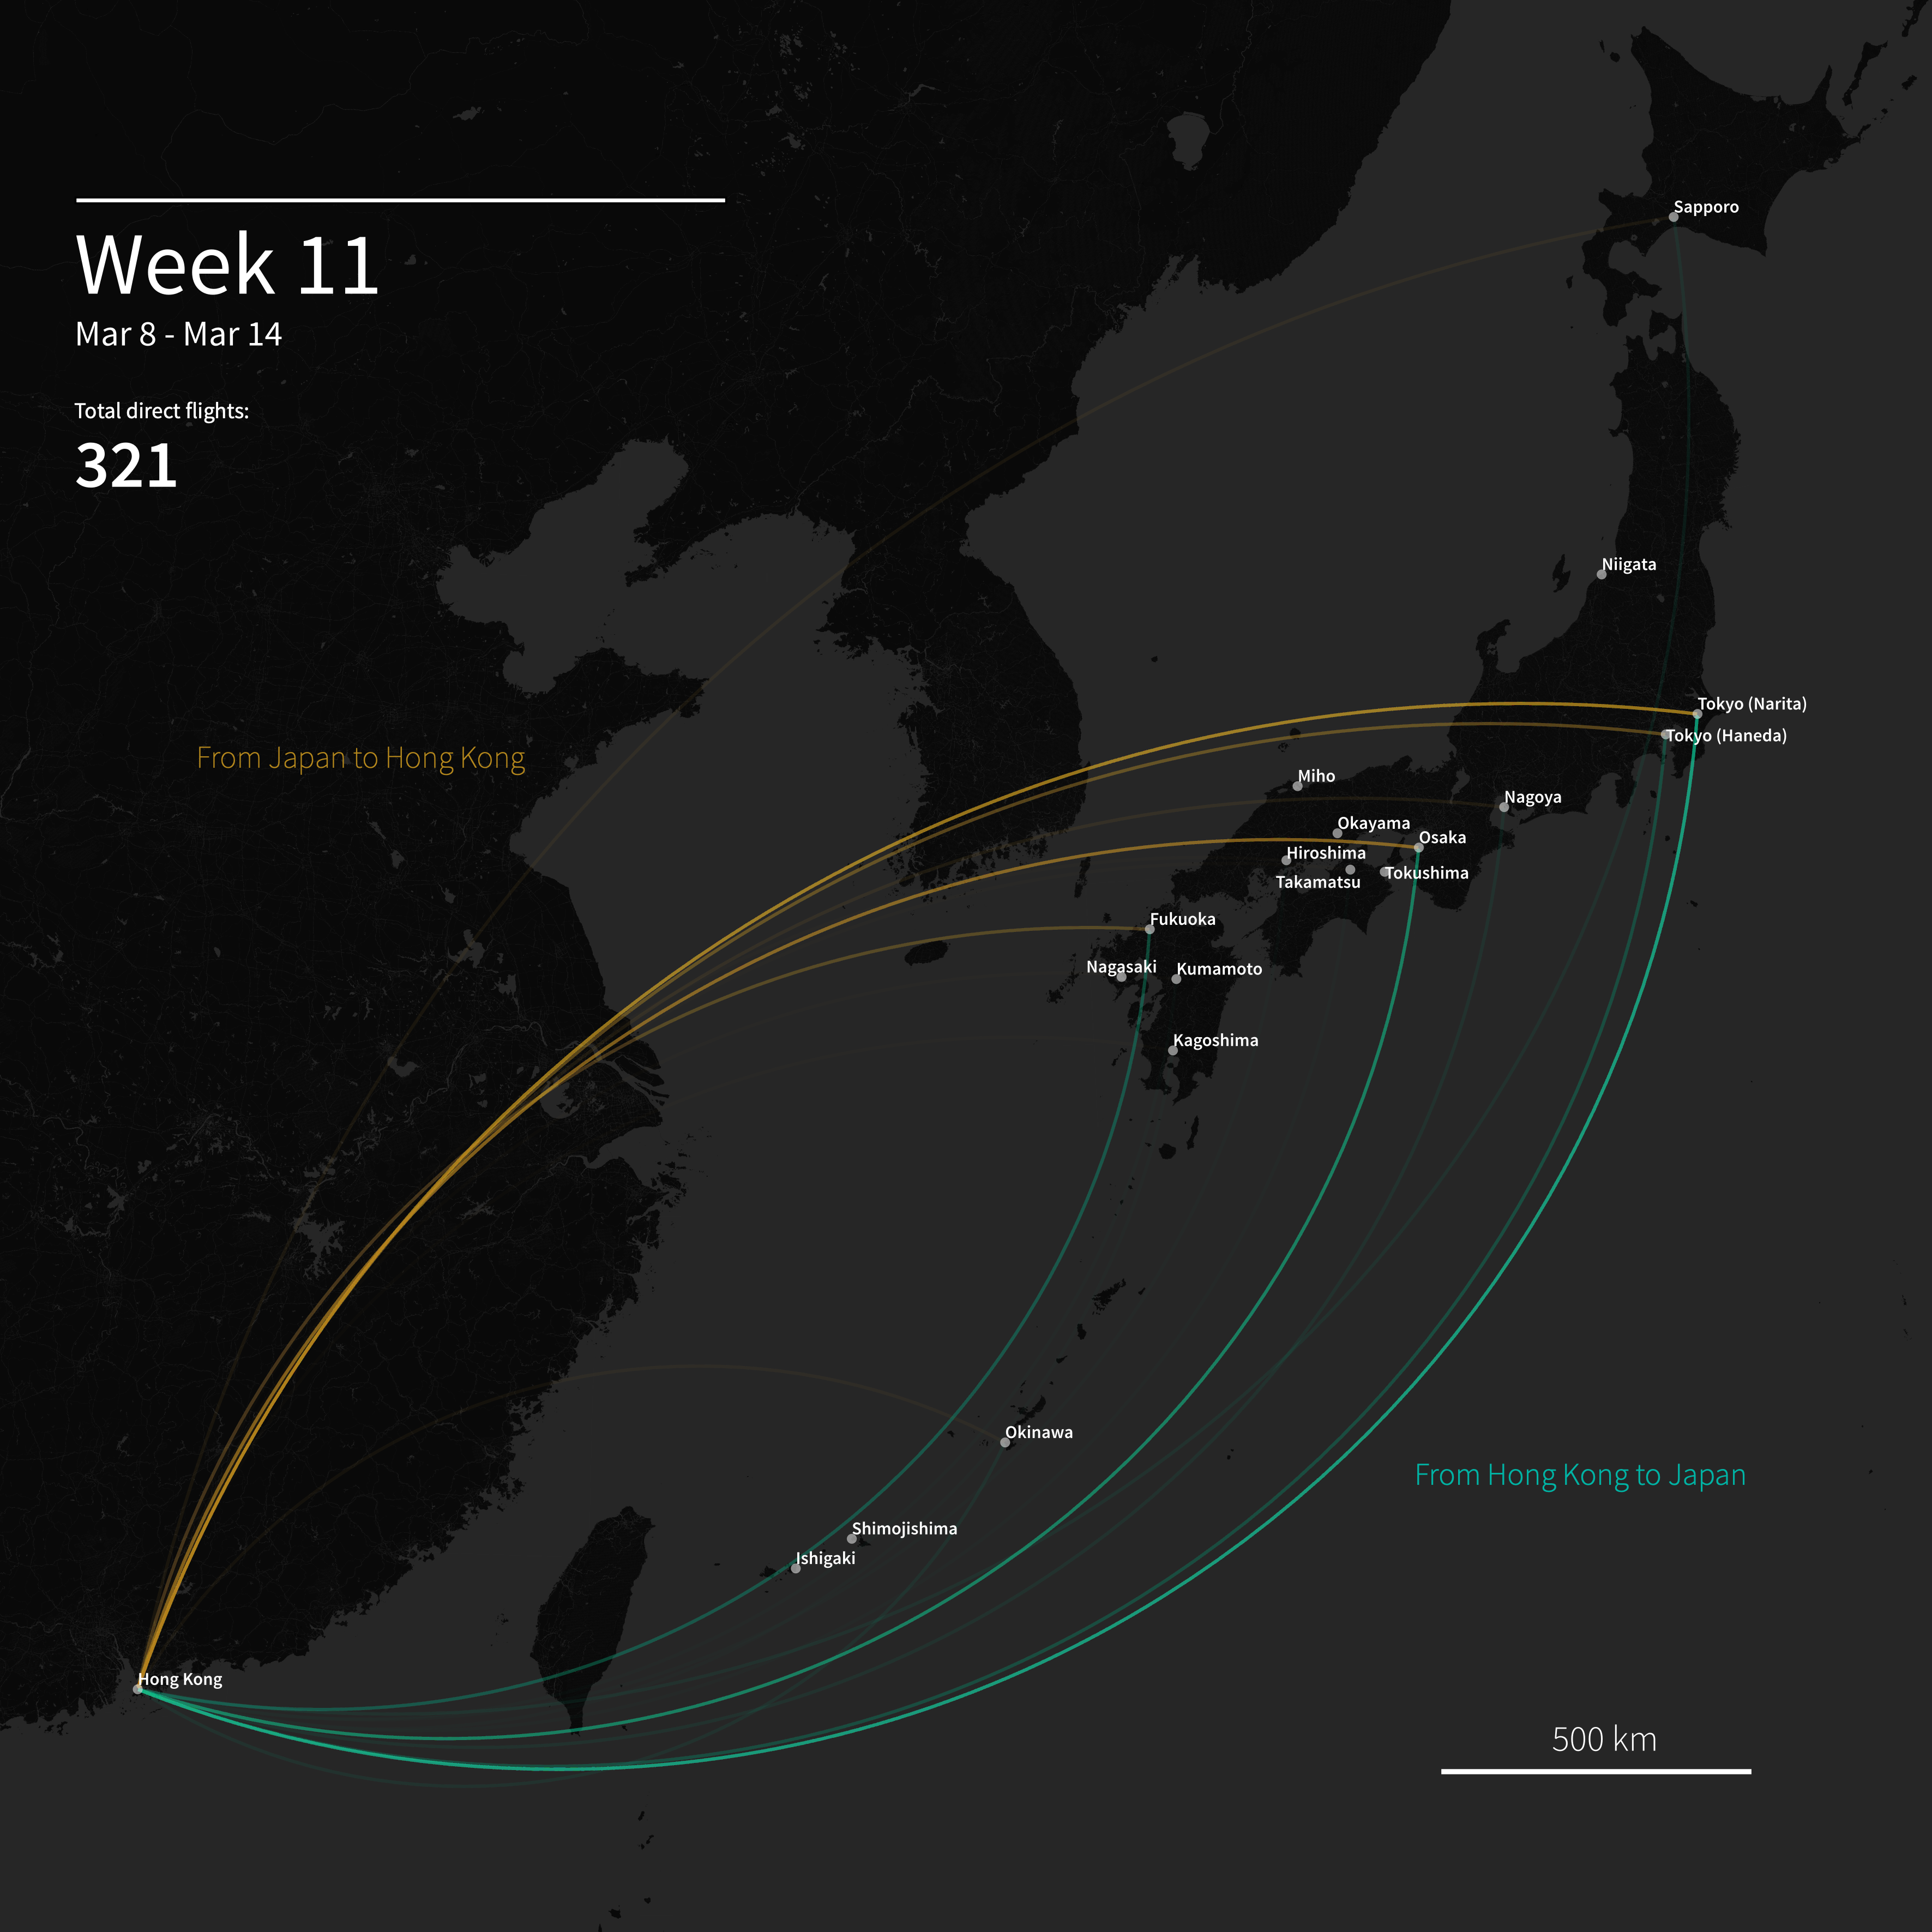 Week 11
Mar 8 - Mar 14
Total direct flights:
321
Sapporo
Niigata
Tokyo (Narita)
Tokyo (Haneda)
From Japan to Hong Kong
Miho
Nagoya
Okayama
Osaka
Hiroshima
Tokushima
Takamatsu
Fukuoka
Nagasaki
Kumamoto
Kagoshima
Okinawa
From Hong Kong to Japan
Shimojishima
Ishigaki
Hong Kong
500 km